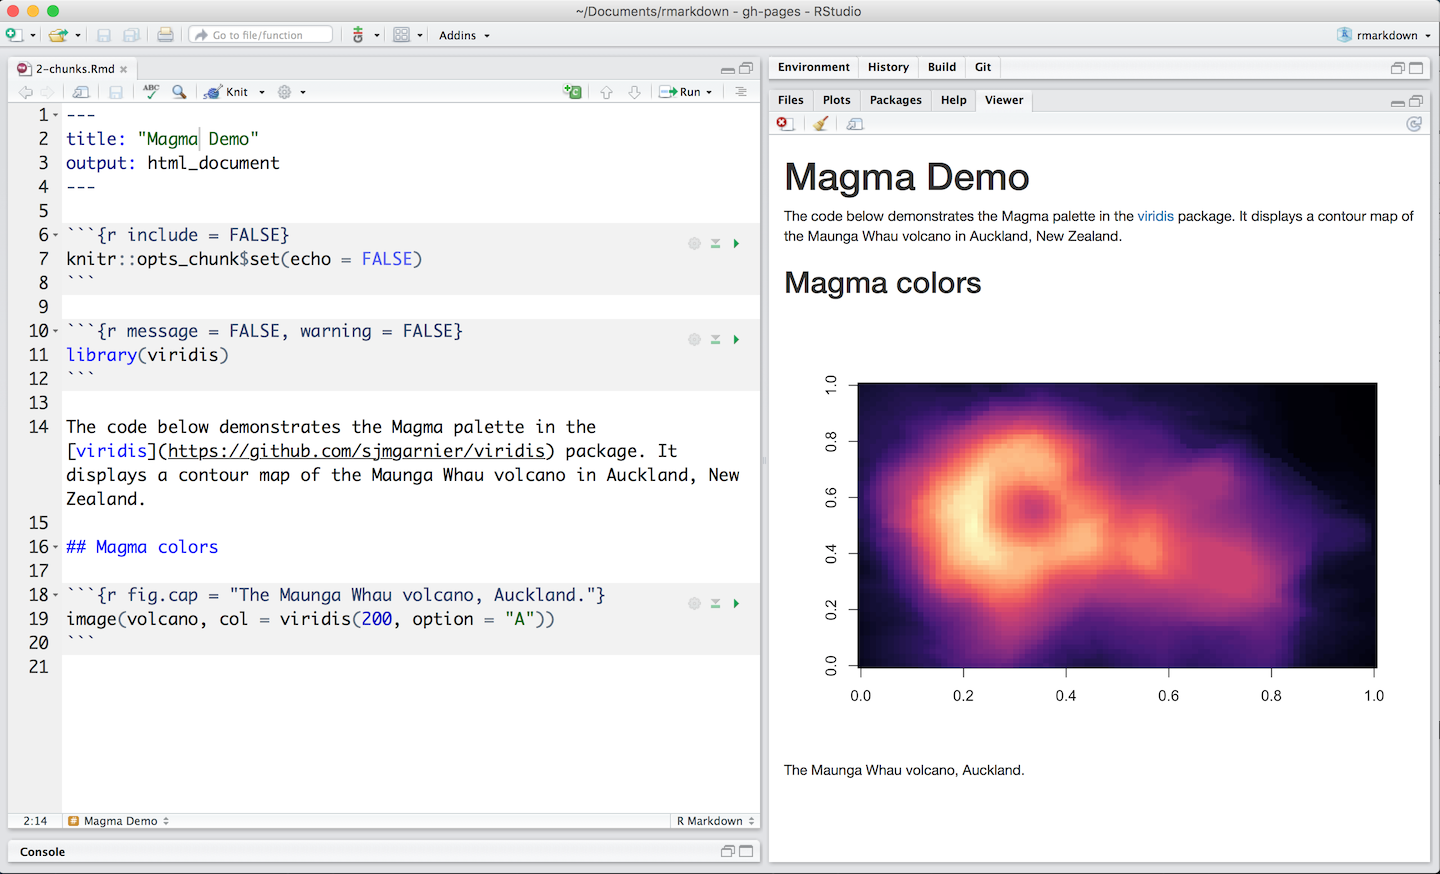 ~/Documents/rmarkdown - gh-pages - RStudio
Go to file/function
Addins
rmarkdown
2-chunks.Rmd
ABC
Knit
Run
1 ---
2 title: "Magma Demo"
3 output: html_document
4 ---
5
6 ```{r include = FALSE}
7 knitr::opts_chunk$set(echo = FALSE)
8 ```
9
10 ```{r message = FALSE, warning = FALSE}
11 library(viridis)
12 ```
13
14 The code below demonstrates the Magma palette in the
[viridis](https://github.com/sjmgarnier/viridis) package. It
displays a contour map of the Maunga Whau volcano in Auckland, New
Zealand.
15
16 ## Magma colors
17
18 ```{r fig.cap = "The Maunga Whau volcano, Auckland."}
19 image(volcano, col = viridis(200, option = "A"))
20 ```
21
2:14 # Magma Demo R Markdown
Console
Environment History Build Git
Files Plots Packages Help Viewer
Magma Demo
The code below demonstrates the Magma palette in the viridis package. It displays a contour map of
the Maunga Whau volcano in Auckland, New Zealand.
Magma colors
1.0
0.8
0.6
0.4
0.2
0.0
0.0 0.2 0.4 0.6 0.8 1.0
The Maunga Whau volcano, Auckland.